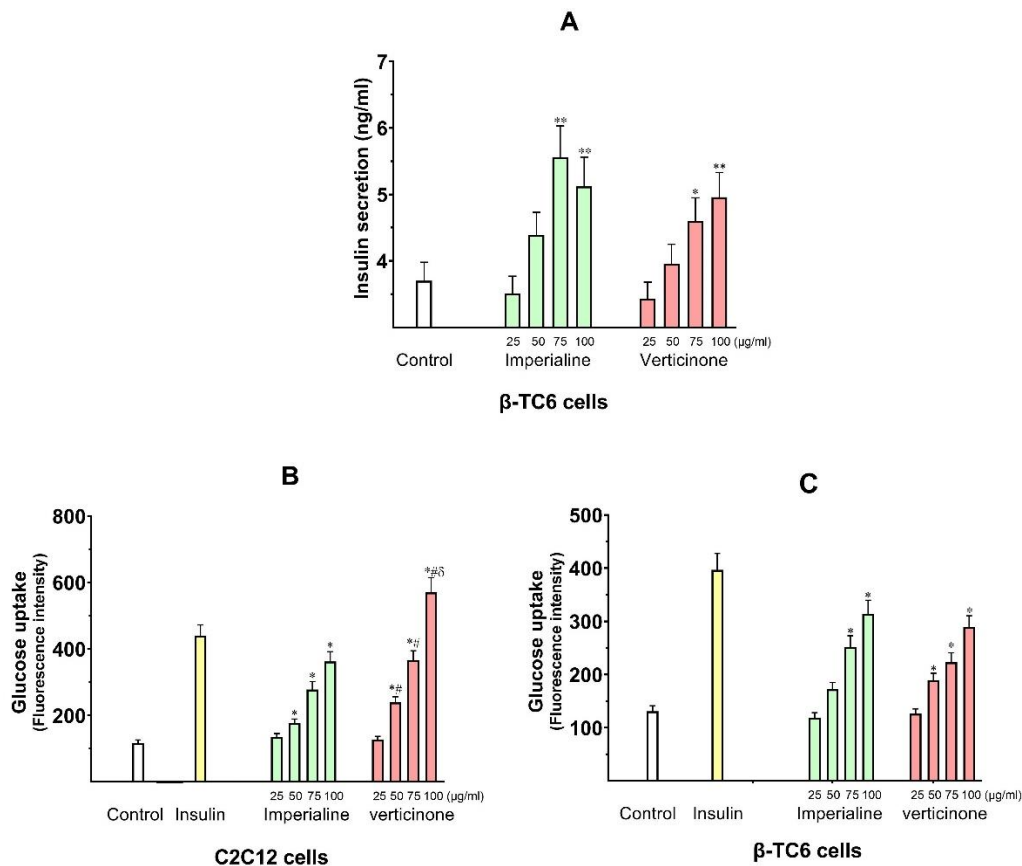 A
Insulin secretion (ng/ml)
7
6
5
4
** ** * **
25 50 75 100 25 50 75 100 (µg/ml)
Control Imperialine Verticinone
β-TC6 cells
B
Glucose uptake
(Fluorescence intensity)
800
600
400
200
* * * *# *# *#δ
25 50 75 100 25 50 75 100 (µg/ml)
Control Insulin Imperialine verticinone
C2C12 cells
C
Glucose uptake
(Fluorescence intensity)
500
400
300
200
100
* * * * *
25 50 75 100 25 50 75 100 (µg/ml)
Control Insulin Imperialine verticinone
β-TC6 cells